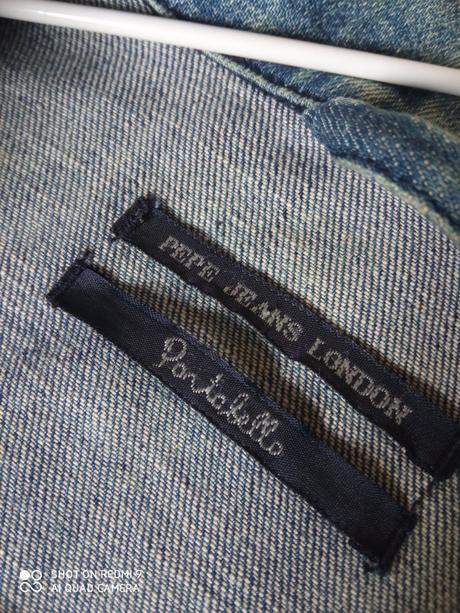 PEPE JEANS LONDON
Portobello
SHOT ON REDMI 9
AI QUAD CAMERA